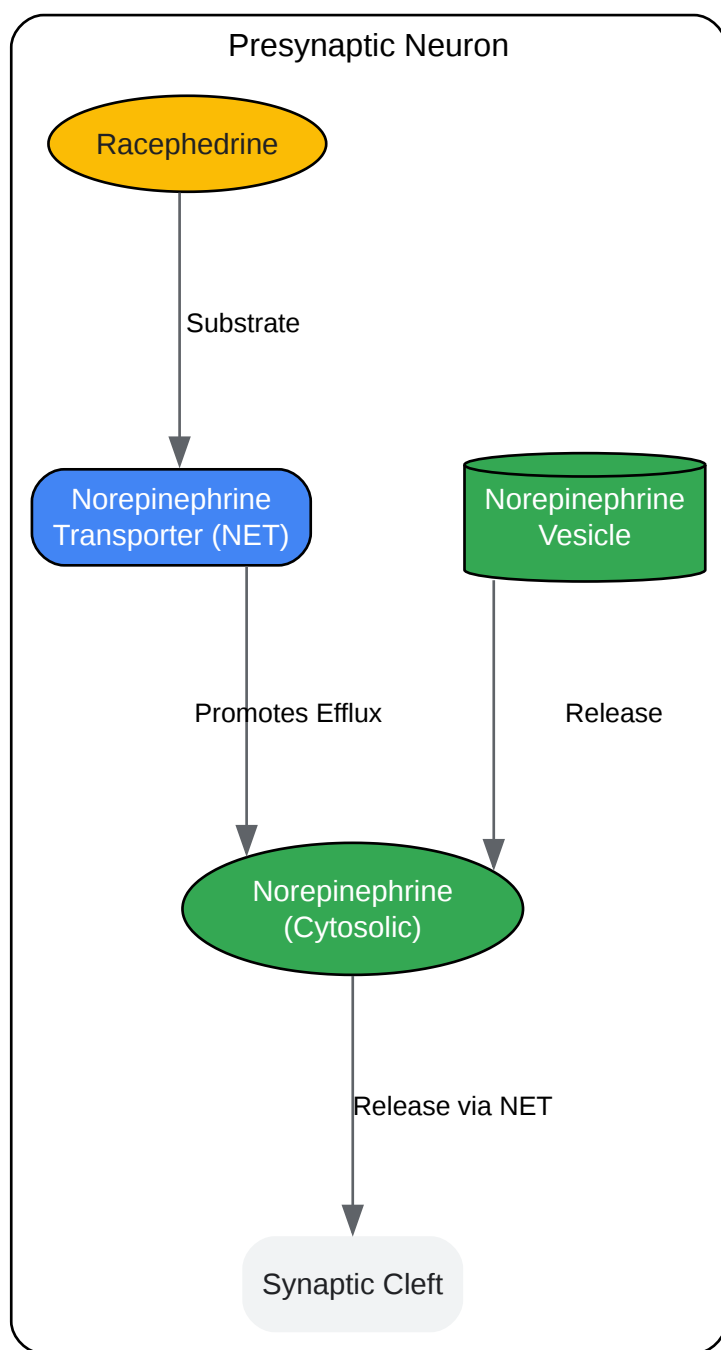 Presynaptic Neuron
Racephedrine
Substrate
Norepinephrine
Transporter (NET)
Norepinephrine
Vesicle
Promotes Efflux
Release
Norepinephrine
(Cytosolic)
Release via NET
Synaptic Cleft